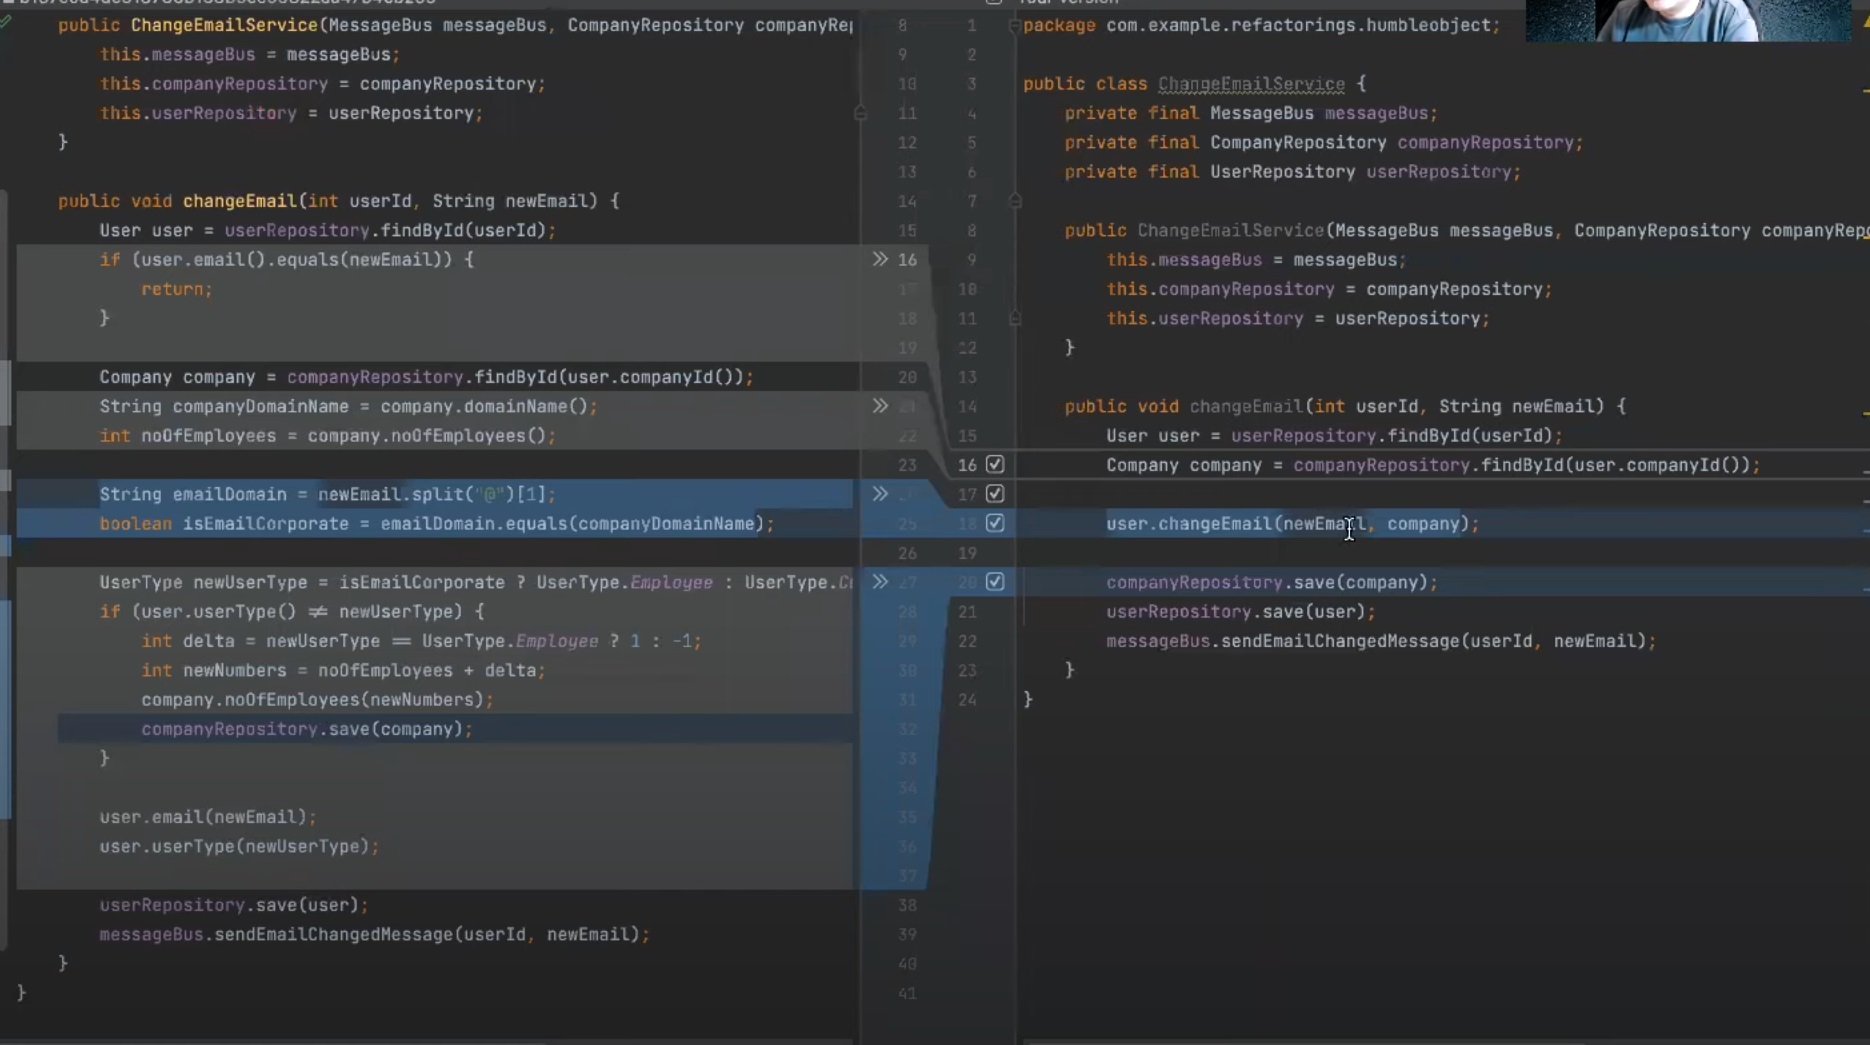 public ChangeEmailService(MessageBus messageBus, CompanyRepository companyRep
this.messageBus = messageBus;
this.companyRepository = companyRepository;
this.userRepository = userRepository;
}
public void changeEmail(int userId, String newEmail) {
User user = userRepository.findById(userId);
if (user.email().equals(newEmail)) {
return;
}
Company company = companyRepository.findById(user.companyId());
String companyDomainName = company.domainName();
int noOfEmployees = company.noOfEmployees();
String emailDomain = newEmail.split("@")[1];
boolean isEmailCorporate = emailDomain.equals(companyDomainName);
UserType newUserType = isEmailCorporate ? UserType.Employee : UserType.C
if (user.userType() ≠ newUserType) {
int delta = newUserType == UserType.Employee ? 1 : -1;
int newNumbers = noOfEmployees + delta;
company.noOfEmployees(newNumbers);
companyRepository.save(company);
}
user.email(newEmail);
user.userType(newUserType);
userRepository.save(user);
messageBus.sendEmailChangedMessage(userId, newEmail);
}
}
8
9
10
11
12
13
14
15
16
17
18
19
20
21
22
23
25
26
27
28
29
30
31
32
33
34
35
36
37
38
39
40
41
1 package com.example.refactorings.humbleobject;
2
3 public class ChangeEmailService {
4 private final MessageBus messageBus;
5 private final CompanyRepository companyRepository;
6 private final UserRepository userRepository;
7
8 public ChangeEmailService(MessageBus messageBus, CompanyRepository companyRep
9 this.messageBus = messageBus;
10 this.companyRepository = companyRepository;
11 this.userRepository = userRepository;
12 }
13
14 public void changeEmail(int userId, String newEmail) {
15 User user = userRepository.findById(userId);
16 Company company = companyRepository.findById(user.companyId());
17
18 user.changeEmail(newEmail, company);
19
20 companyRepository.save(company);
21 userRepository.save(user);
22 messageBus.sendEmailChangedMessage(userId, newEmail);
23 }
24 }